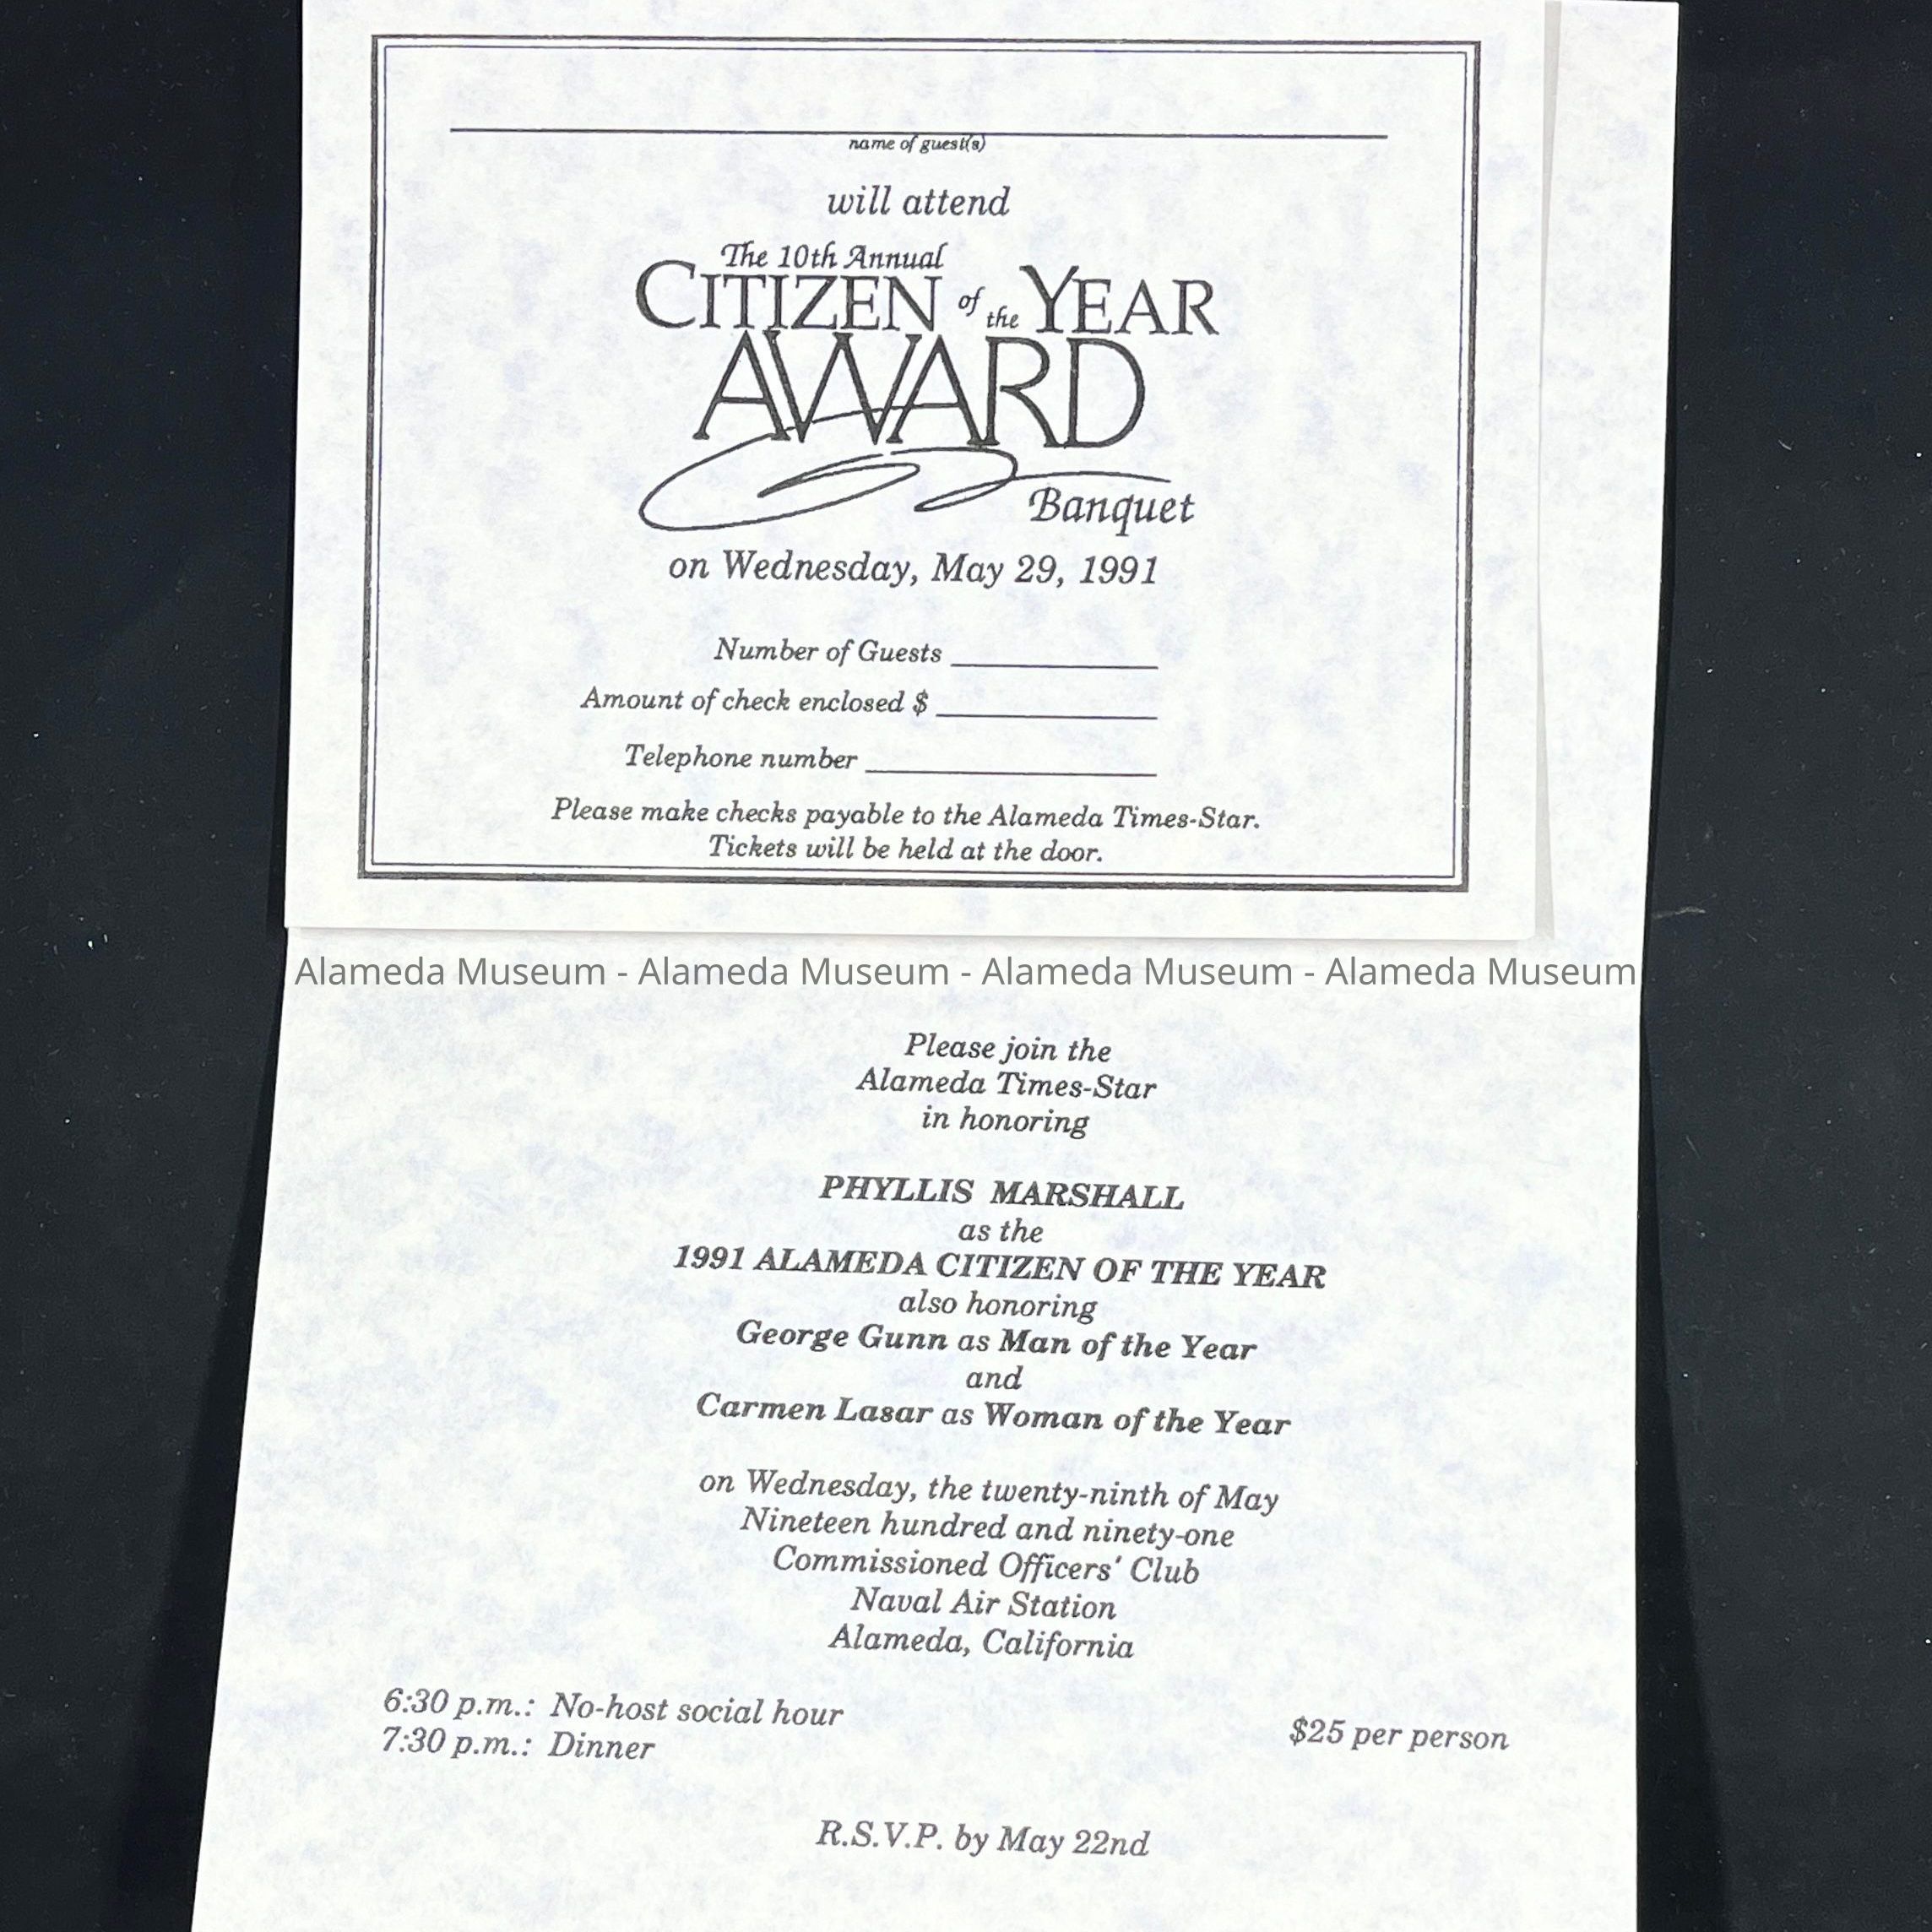 name of guest(s)
will attend
The 10th Annual
CITIZEN of the YEAR
AWARD
Banquet
on Wednesday, May 29, 1991
Number of Guests
Amount of check enclosed $
Telephone number
Please make checks payable to the Alameda Times-Star.
Tickets will be held at the door.
Alameda Museum - Alameda Museum - Alameda Museum - Alameda Museum
Please join the
Alameda Times-Star
in honoring
PHYLLIS MARSHALL
as the
1991 ALAMEDA CITIZEN OF THE YEAR
also honoring
George Gunn as Man of the Year
and
Carmen Lasar as Woman of the Year
on Wednesday, the twenty-ninth of May
Nineteen hundred and ninety-one
Commissioned Officers' Club
Naval Air Station
Alameda, California
6:30 p.m.: No-host social hour
7:30 p.m.: Dinner
$25 per person
R.S.V.P. by May 22nd